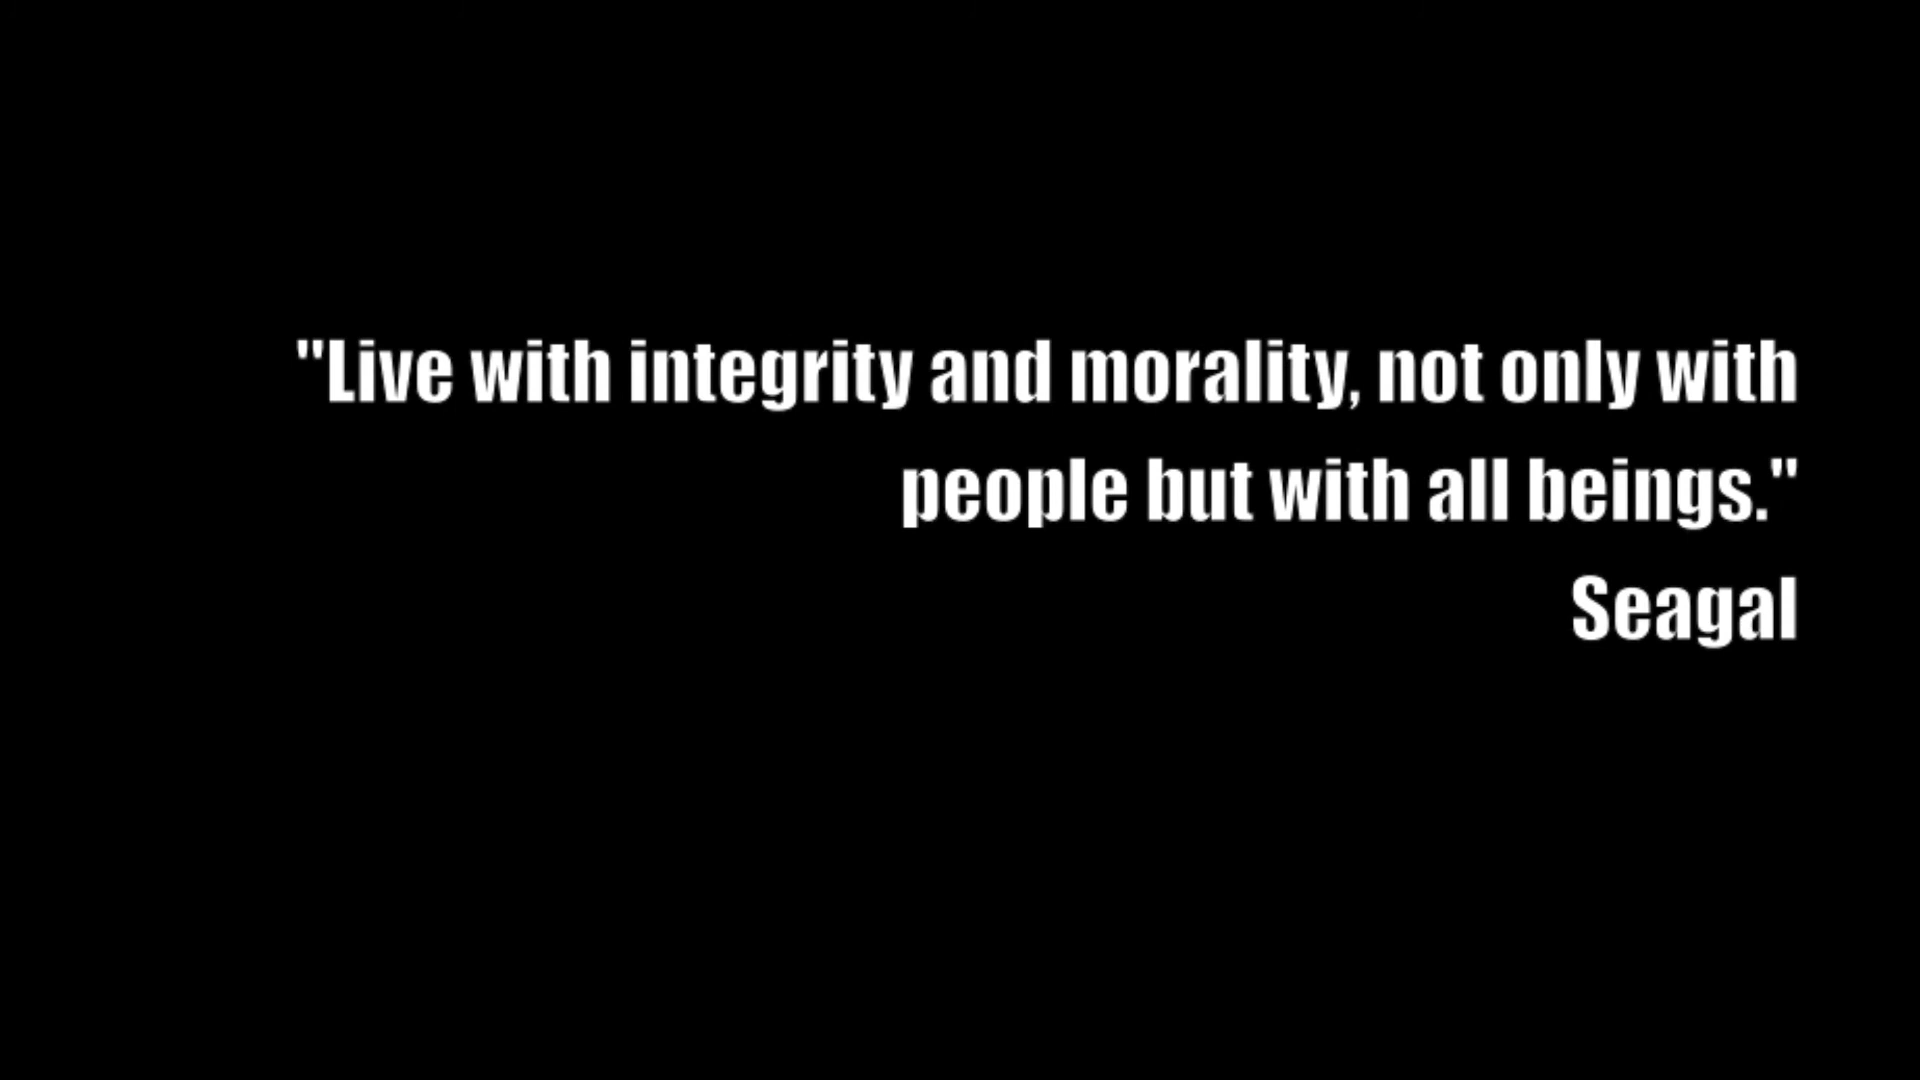 "Live with integrity and morality, not only with
people but with all beings."
Seagal